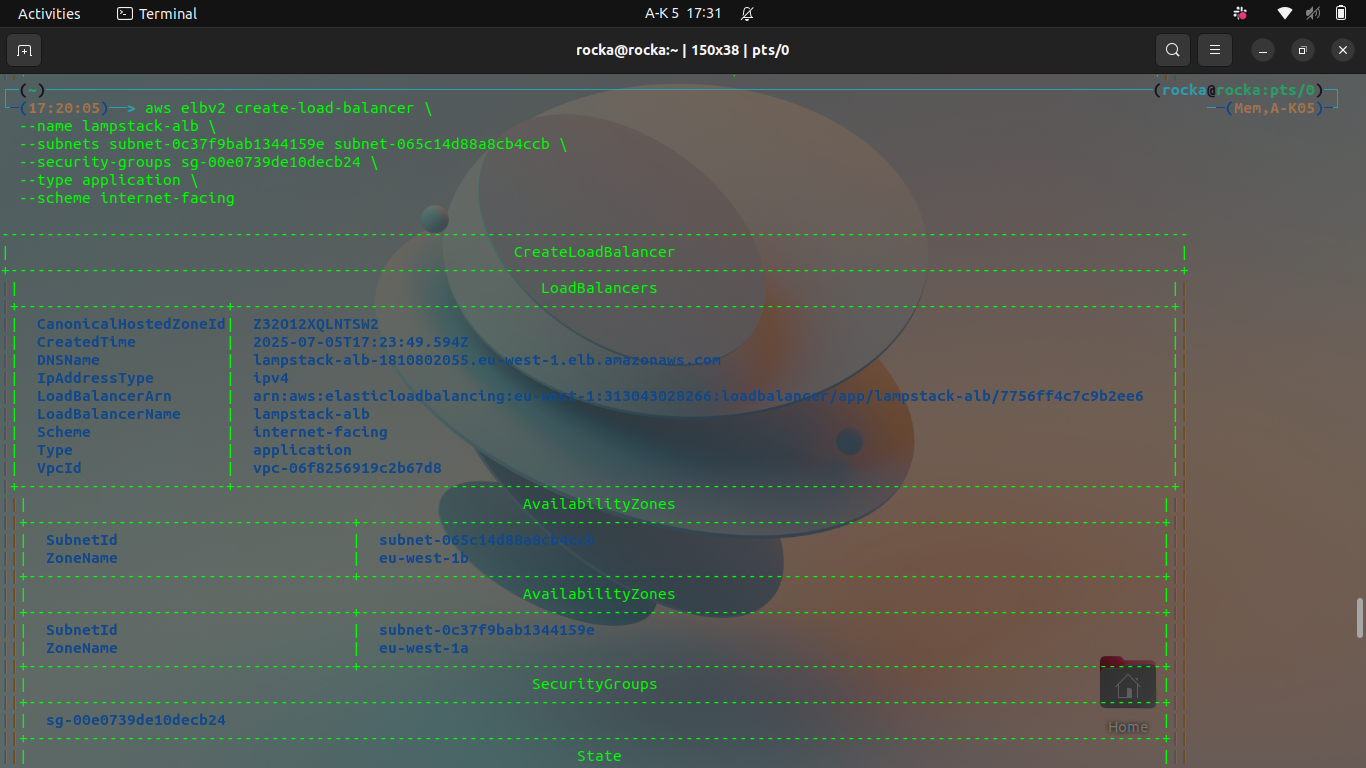 Activities Terminal A-K 5 17:31
rocka@rocka:~ | 150x38 | pts/0
(~) (rocka@rocka:pts/0)
(17:20:05)──> aws elbv2 create-load-balancer \ (Mem,A-K05)
--name lampstack-alb \
--subnets subnet-0c37f9bab1344159e subnet-065c14d88a8cb4ccb \
--security-groups sg-00e0739de10decb24 \
--type application \
--scheme internet-facing
CreateLoadBalancer
LoadBalancers
CanonicalHostedZoneId| Z32O12XQLNTSW2
CreatedTime | 2025-07-05T17:23:49.594Z
DNSName | lampstack-alb-1810802055.eu-west-1.elb.amazonaws.com
IpAddressType | ipv4
LoadBalancerArn | arn:aws:elasticloadbalancing:eu-west-1:313043028266:loadbalancer/app/lampstack-alb/7756ff4c7c9b2ee6
LoadBalancerName | lampstack-alb
Scheme | internet-facing
Type | application
VpcId | vpc-06f8256919c2b67d8
AvailabilityZones
SubnetId | subnet-065c14d88a8cb4ccb
ZoneName | eu-west-1b
AvailabilityZones
SubnetId | subnet-0c37f9bab1344159e
ZoneName | eu-west-1a
SecurityGroups
sg-00e0739de10decb24
Home
State